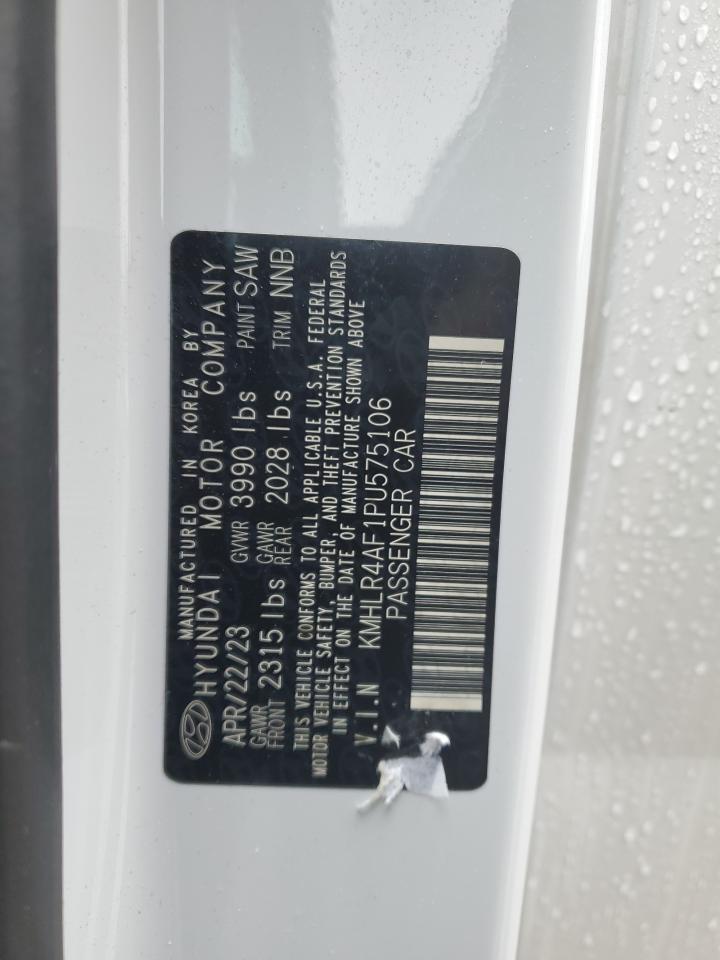 MANUFACTURED IN KOREA BY
HYUNDAI MOTOR COMPANY
APR/22/23 GVWR 3990 lbs PAINT SAW
GAWR FRONT 2315 lbs GAWR REAR 2028 lbs TRIM NNB
THIS VEHICLE CONFORMS TO ALL APPLICABLE U.S.A. FEDERAL
MOTOR VEHICLE SAFETY, BUMPER, AND THEFT PREVENTION STANDARDS
IN EFFECT ON THE DATE OF MANUFACTURE SHOWN ABOVE
V.I.N KMHLR4AF1PU575106
PASSENGER CAR